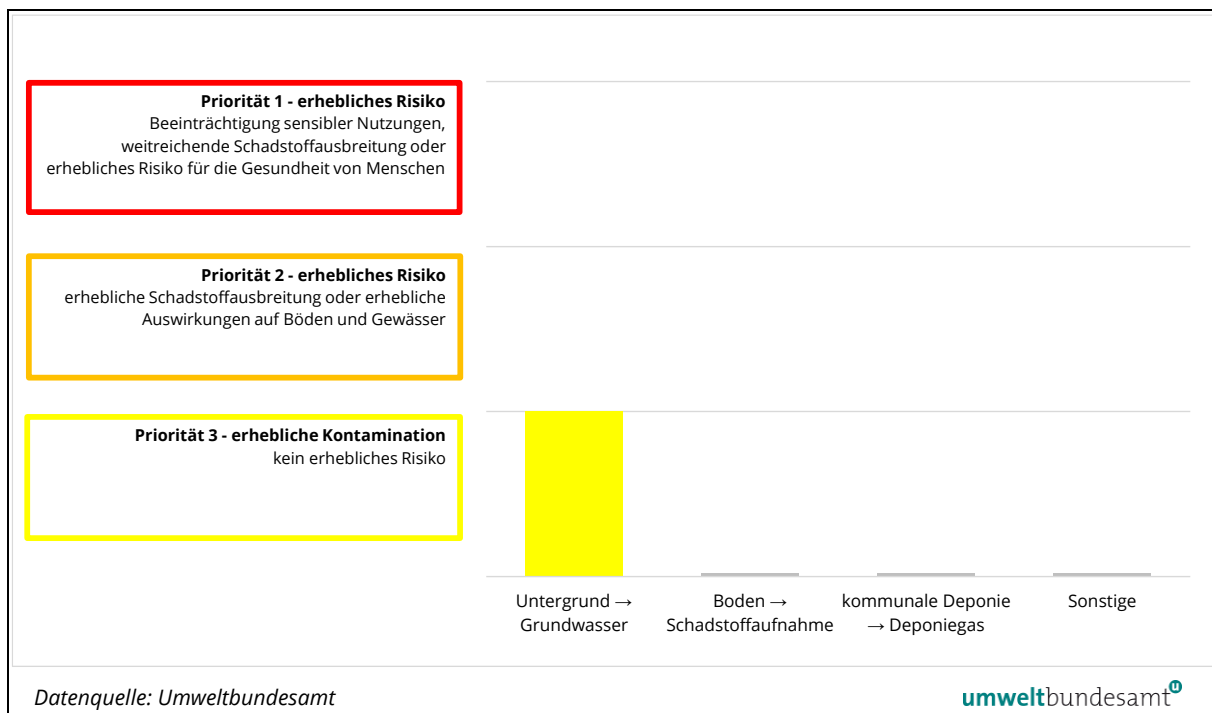 Priorität 1 - erhebliches Risiko
Beeinträchtigung sensibler Nutzungen,
weitreichende Schadstoffausbreitung oder
erhebliches Risiko für die Gesundheit von Menschen
Priorität 2 - erhebliches Risiko
erhebliche Schadstoffausbreitung oder erhebliche
Auswirkungen auf Böden und Gewässer
Priorität 3 - erhebliche Kontamination
kein erhebliches Risiko
Untergrund →
Grundwasser
Boden →
Schadstoffaufnahme
kommunale Deponie
→ Deponiegas
Sonstige
Datenquelle: Umweltbundesamt
umweltbundesamt u